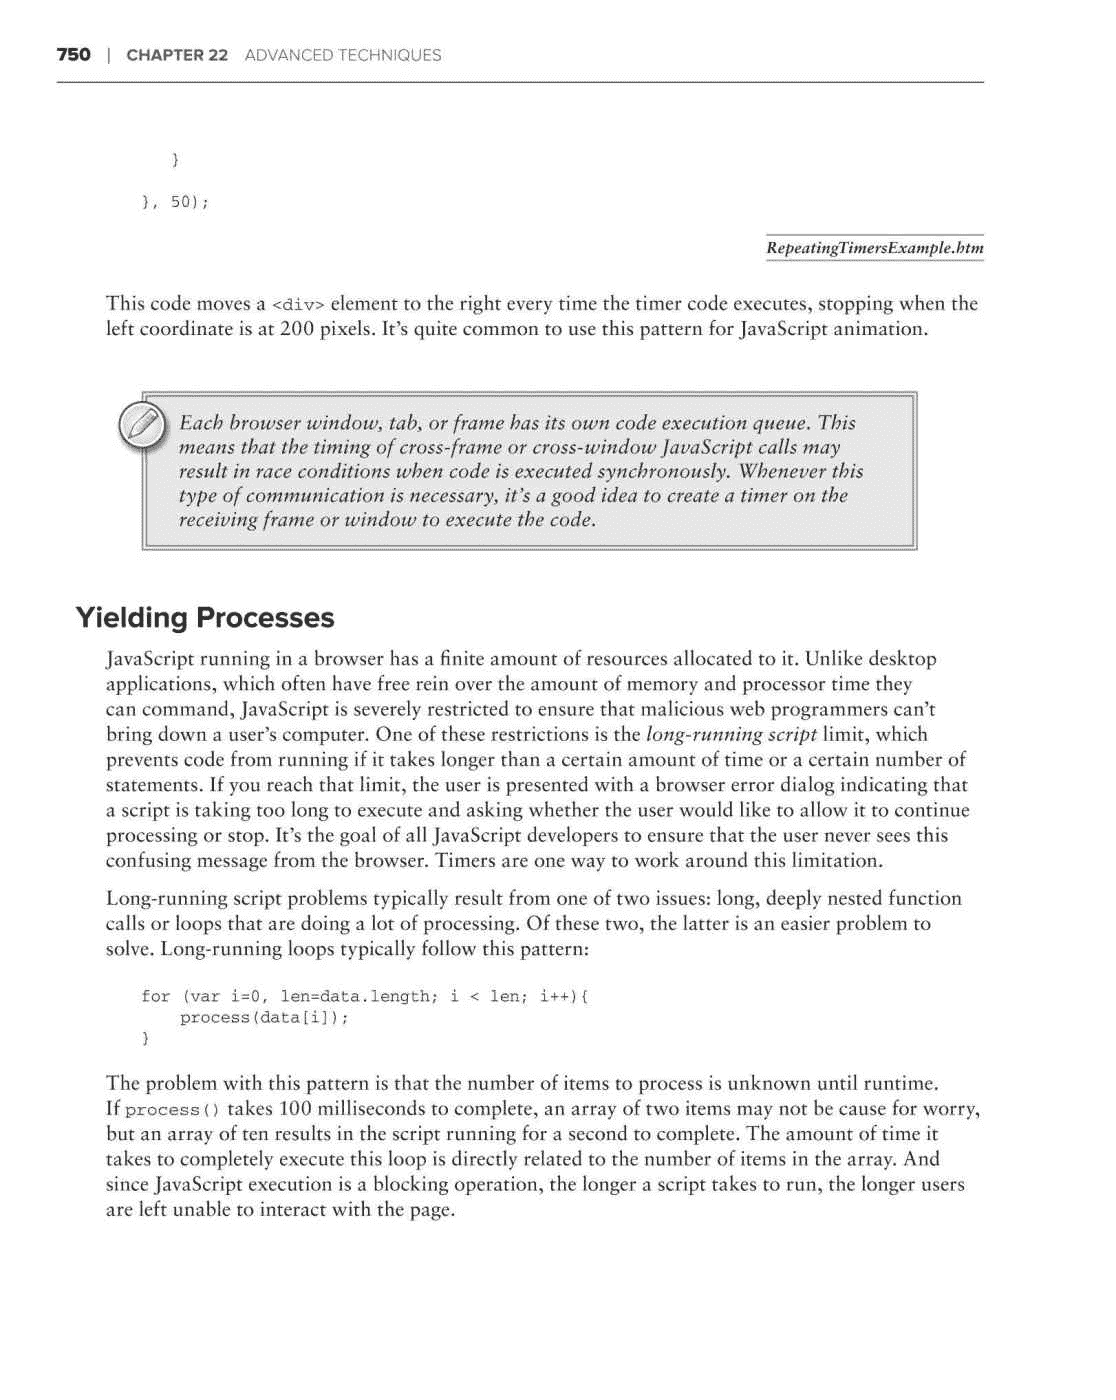 750 | CHAPTER 22 ADVANCED TECHNIQUES
}
}, 50);
RepeatingTimersExample.htm
This code moves a <div> element to the right every time the timer code executes, stopping when the
left coordinate is at 200 pixels. It’s quite common to use this pattern for JavaScript animation.
Each browser window, tab, or frame has its own code execution queue. This
means that the timing of cross-frame or cross-window JavaScript calls may
result in race conditions when code is executed synchronously. Whenever this
type of communication is necessary, it’s a good idea to create a timer on the
receiving frame or window to execute the code.
Yielding Processes
JavaScript running in a browser has a finite amount of resources allocated to it. Unlike desktop
applications, which often have free rein over the amount of memory and processor time they
can command, JavaScript is severely restricted to ensure that malicious web programmers can’t
bring down a user’s computer. One of these restrictions is the long-running script limit, which
prevents code from running if it takes longer than a certain amount of time or a certain number of
statements. If you reach that limit, the user is presented with a browser error dialog indicating that
a script is taking too long to execute and asking whether the user would like to allow it to continue
processing or stop. It’s the goal of all JavaScript developers to ensure that the user never sees this
confusing message from the browser. Timers are one way to work around this limitation.
Long-running script problems typically result from one of two issues: long, deeply nested function
calls or loops that are doing a lot of processing. Of these two, the latter is an easier problem to
solve. Long-running loops typically follow this pattern:
for (var i=0, len=data.length; i < len; i++){
process(data[i]);
}
The problem with this pattern is that the number of items to process is unknown until runtime.
If process() takes 100 milliseconds to complete, an array of two items may not be cause for worry,
but an array of ten results in the script running for a second to complete. The amount of time it
takes to completely execute this loop is directly related to the number of items in the array. And
since JavaScript execution is a blocking operation, the longer a script takes to run, the longer users
are left unable to interact with the page.